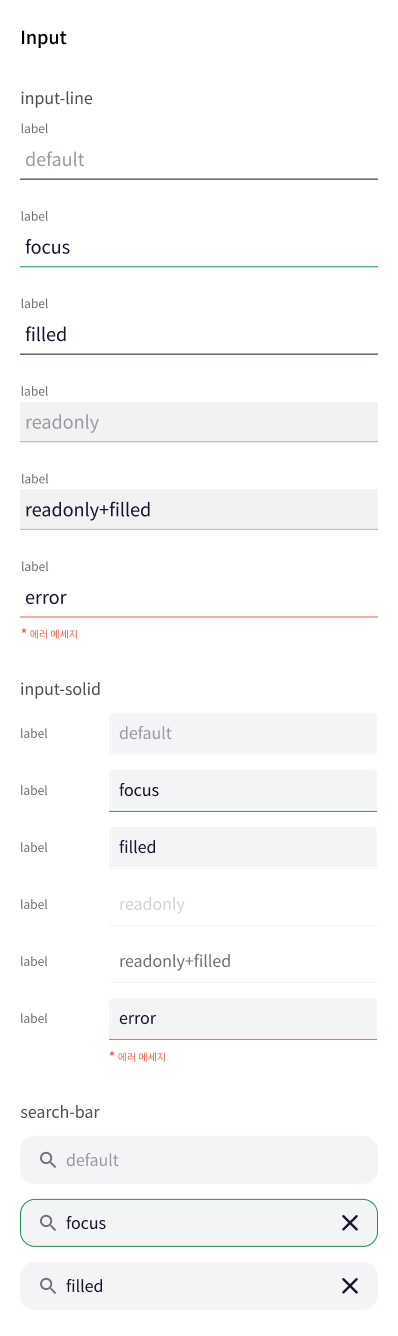 Input
input-line
label
default
label
focus
label
filled
label
readonly
label
readonly+filled
label
error
* 에러 메세지
input-solid
label default
label focus
label filled
label readonly
label readonly+filled
label error
* 에러 메세지
search-bar
default
focus
filled